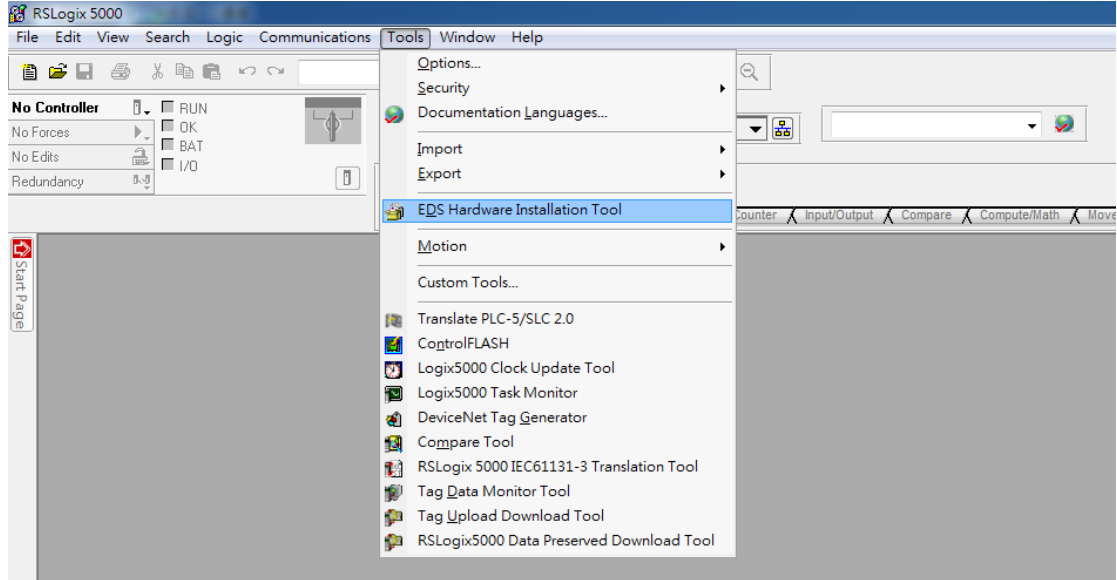 RSLogix 5000
File Edit View Search Logic Communications Tools Window Help
Options...
Security
Documentation Languages...
Import
Export
EDS Hardware Installation Tool
Motion
Custom Tools...
Translate PLC-5/SLC 2.0
ControlFLASH
Logix5000 Clock Update Tool
Logix5000 Task Monitor
DeviceNet Tag Generator
Compare Tool
RSLogix 5000 IEC61131-3 Translation Tool
Tag Data Monitor Tool
Tag Upload Download Tool
RSLogix5000 Data Preserved Download Tool
No Controller
No Forces
No Edits
Redundancy
RUN
OK
BAT
I/O
Counter Input/Output Compare Compute/Math Move
Start Page